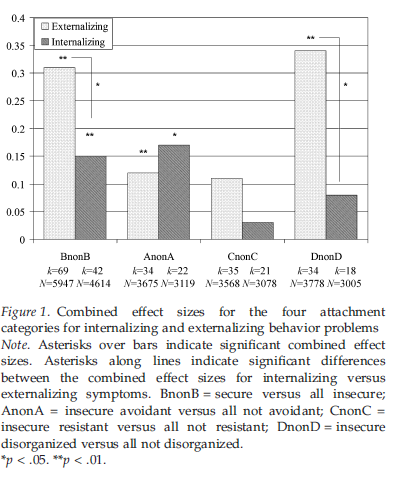 0.4
Externalizing
Internalizing
0.35
**
**
0.3
*
*
0.25
0.2
**
*
0.15
**
0.1
0.05
0
BnonB AnonA CnonC DnonD
k=69 k=42 k=34 k=22 k=35 k=21 k=34 k=18
N=5947 N=4614 N=3675 N=3119 N=3568 N=3078 N=3778 N=3005
Figure 1. Combined effect sizes for the four attachment
categories for internalizing and externalizing behavior problems
Note. Asterisks over bars indicate significant combined effect
sizes. Asterisks along lines indicate significant differences
between the combined effect sizes for internalizing versus
externalizing symptoms. BnonB = secure versus all insecure;
AnonA = insecure avoidant versus all not avoidant; CnonC =
insecure resistant versus all not resistant; DnonD = insecure
disorganized versus all not disorganized.
*p < .05. **p < .01.